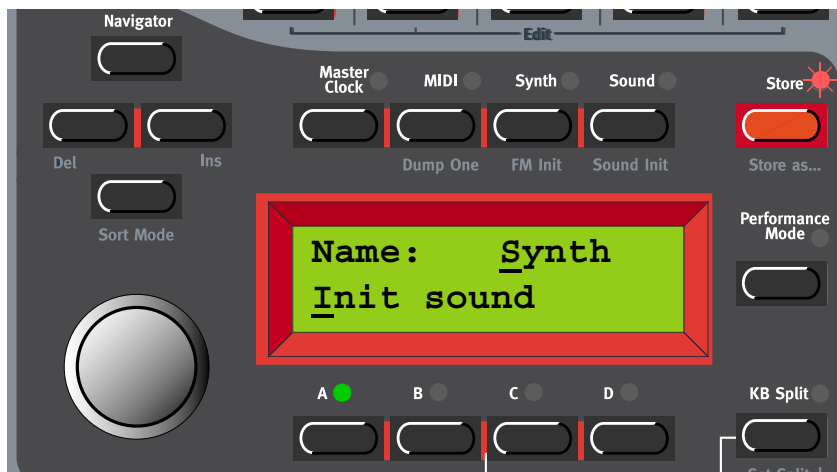 Navigator
Edit
Master Clock
MIDI
Synth
Sound
Store
Del
Ins
Dump One
FM Init
Sound Init
Store as...
Sort Mode
Performance Mode
Name: Synth
Init sound
A
B
C
D
KB Split